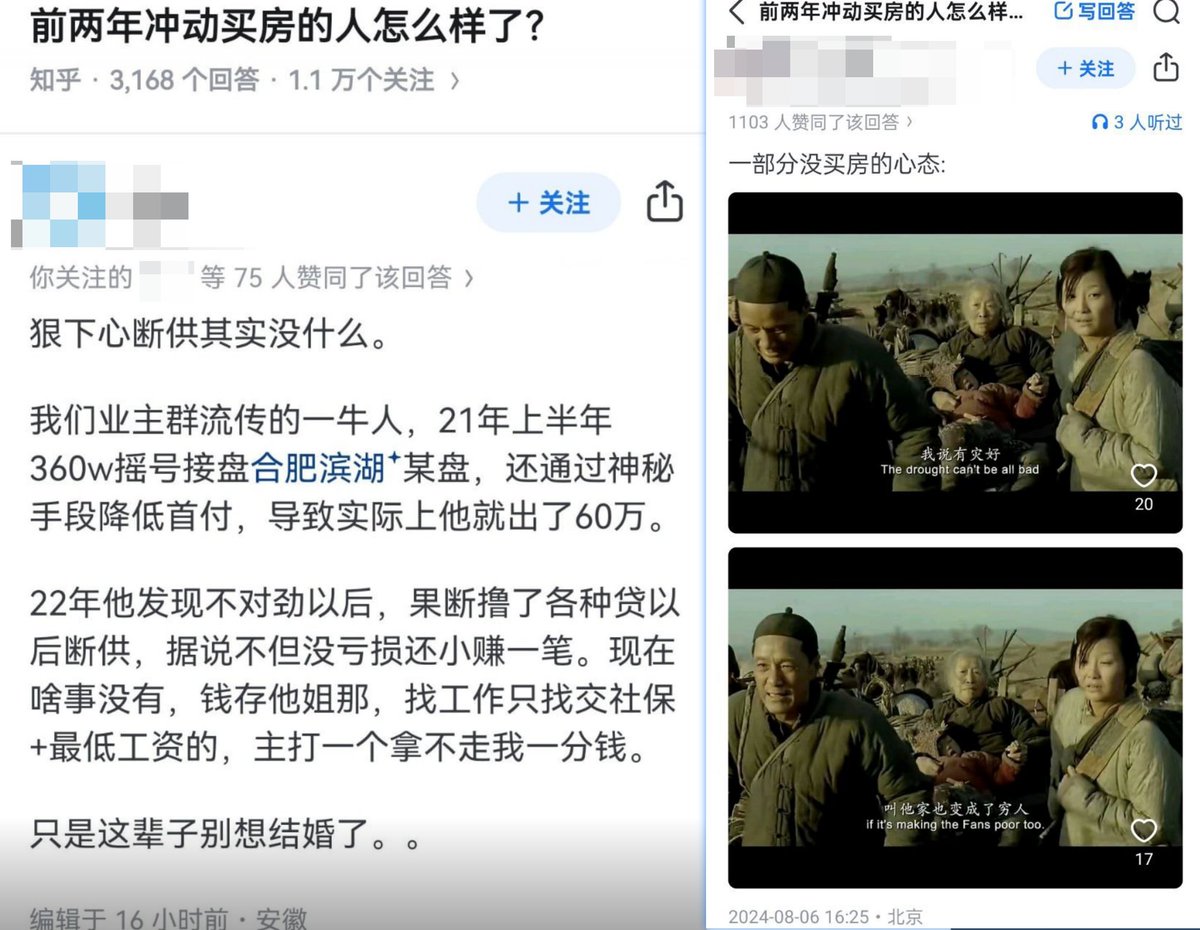 前两年冲动买房的人怎么样了?
知乎 · 3,168 个回答 · 1.1 万个关注 >
+ 关注
你关注的 等 75 人赞同了该回答 >
狠下心断供其实没什么。
我们业主群流传的一牛人，21年上半年
360w摇号接盘合肥滨湖某盘，还通过神秘
手段降低首付，导致实际上他就出了60万。
22年他发现不对劲以后，果断撸了各种贷以
后断供，据说不但没亏损还小赚一笔。现在
啥事没有，钱存他姐那，找工作只找交社保
+最低工资的，主打一个拿不走我一分钱。
只是这辈子别想结婚了。。
编辑于 16 小时前 · 安徽
前两年冲动买房的人怎么样...
写回答
+ 关注
1103 人赞同了该回答 >
3 人听过
一部分没买房的心态:
我说有灾好
The drought can't be all bad
20
叫他家也变成了穷人
if it's making the Fans poor too.
17
2024-08-06 16:25 · 北京